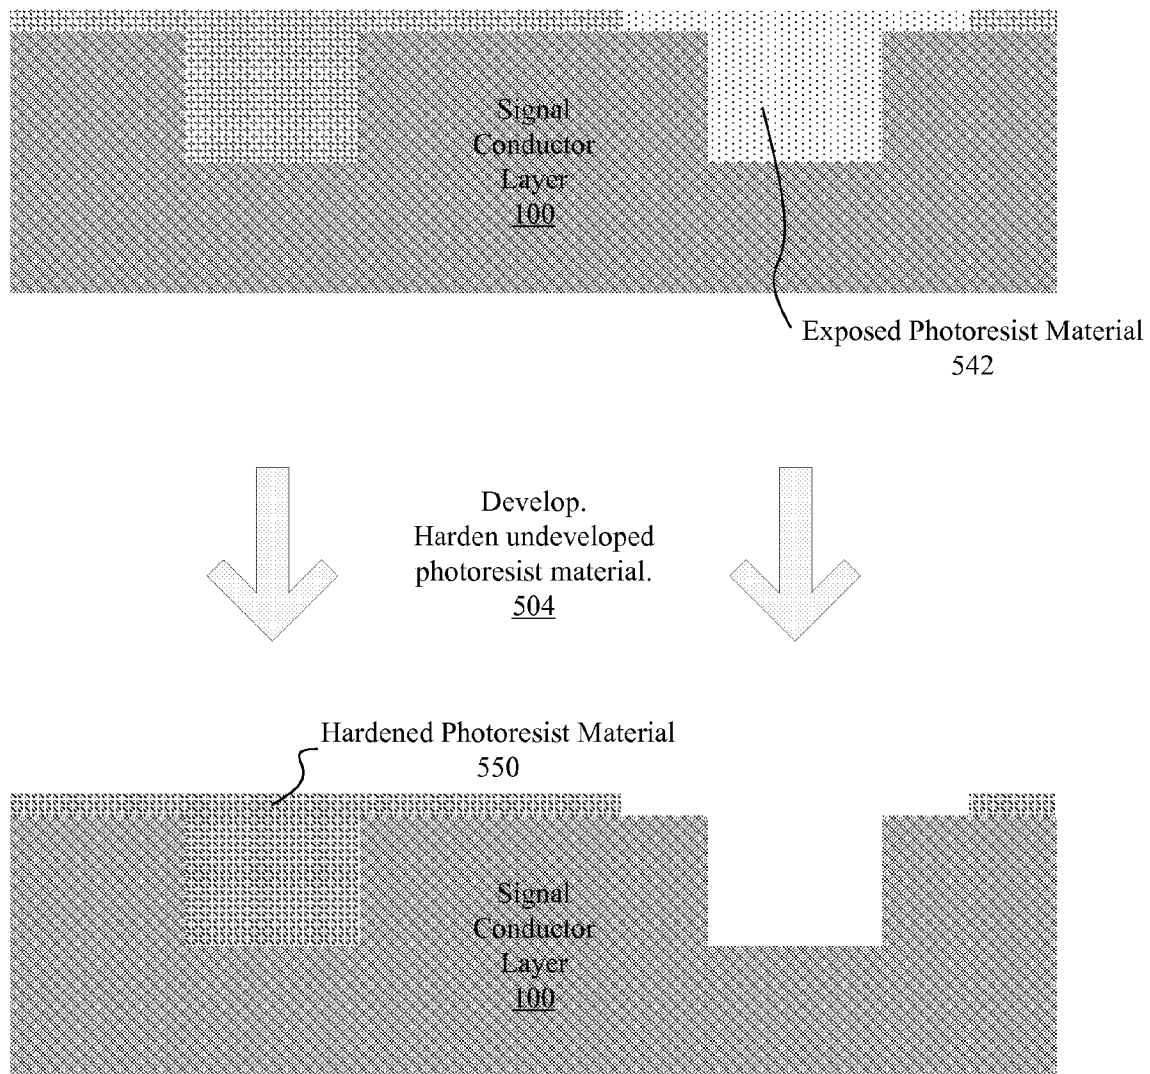 Signal
Conductor
Layer
100
Exposed Photoresist Material
542
Develop.
Harden undeveloped
photoresist material.
504
Hardened Photoresist Material
550
Signal
Conductor
Layer
100